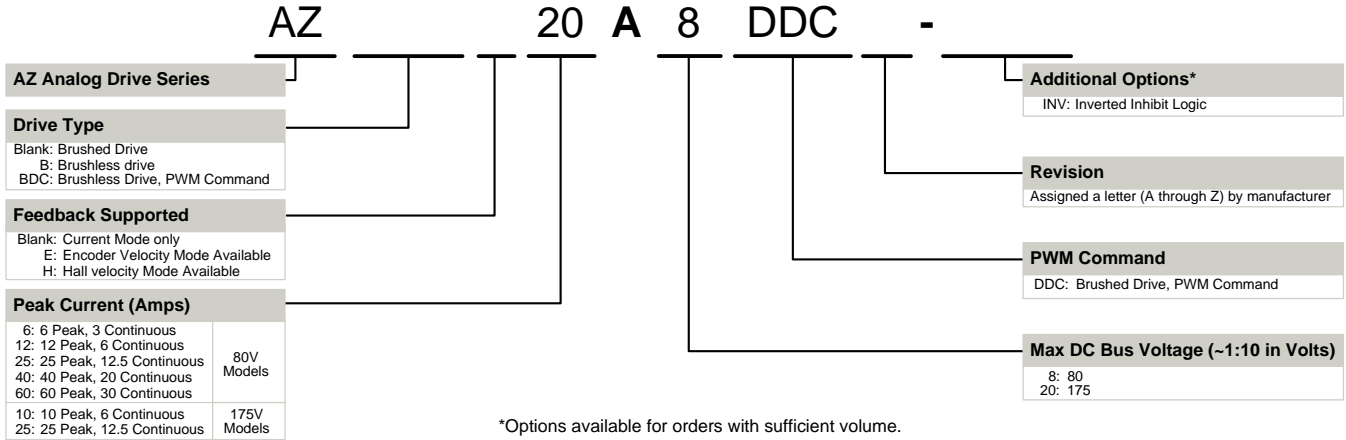 AZ 20 A 8 DDC -
AZ Analog Drive Series
Drive Type
Blank: Brushed Drive
B: Brushless drive
BDC: Brushless Drive, PWM Command
Feedback Supported
Blank: Current Mode only
E: Encoder Velocity Mode Available
H: Hall velocity Mode Available
Peak Current (Amps)
6: 6 Peak, 3 Continuous
12: 12 Peak, 6 Continuous
25: 25 Peak, 12.5 Continuous
40: 40 Peak, 20 Continuous
60: 60 Peak, 30 Continuous
80V
Models
10: 10 Peak, 6 Continuous
25: 25 Peak, 12.5 Continuous
175V
Models
Additional Options*
INV: Inverted Inhibit Logic
Revision
Assigned a letter (A through Z) by manufacturer
PWM Command
DDC: Brushed Drive, PWM Command
Max DC Bus Voltage (~1:10 in Volts)
8: 80
20: 175
*Options available for orders with sufficient volume.